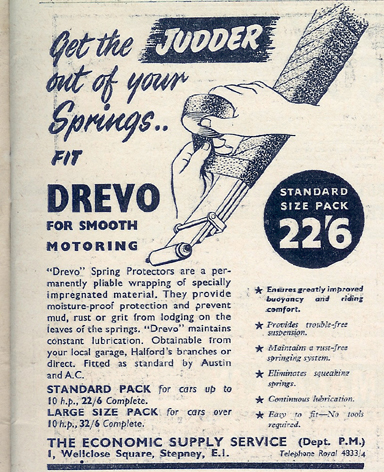 Get the JUDDER
out of your
Springs..
FIT
DREVO
FOR SMOOTH
MOTORING
STANDARD
SIZE PACK
22'6
"Drevo" Spring Protectors are a per-
manently pliable wrapping of specially
impregnated material. They provide
moisture-proof protection and prevent
mud, rust or grit from lodging on the
leaves of the springs. "Drevo" maintains
constant lubrication. Obtainable from
your local garage, Halford's branches or
direct. Fitted as standard by Austin
and A.C.
STANDARD PACK for cars up to
10 h.p., 22/6 Complete.
LARGE SIZE PACK for cars over
10 h.p., 32/6 Complete.
★ Ensures greatly improved
buoyancy and riding
comfort.
★ Provides trouble-free
suspension.
★ Maintains a rust-free
springing system.
★ Eliminates squeaking
springs.
★ Continuous lubrication.
★ Easy to fit—No tools
required.
THE ECONOMIC SUPPLY SERVICE (Dept. P.M.)
1, Wellclose Square, Stepney, E.1. Telephone Royal 4833/4